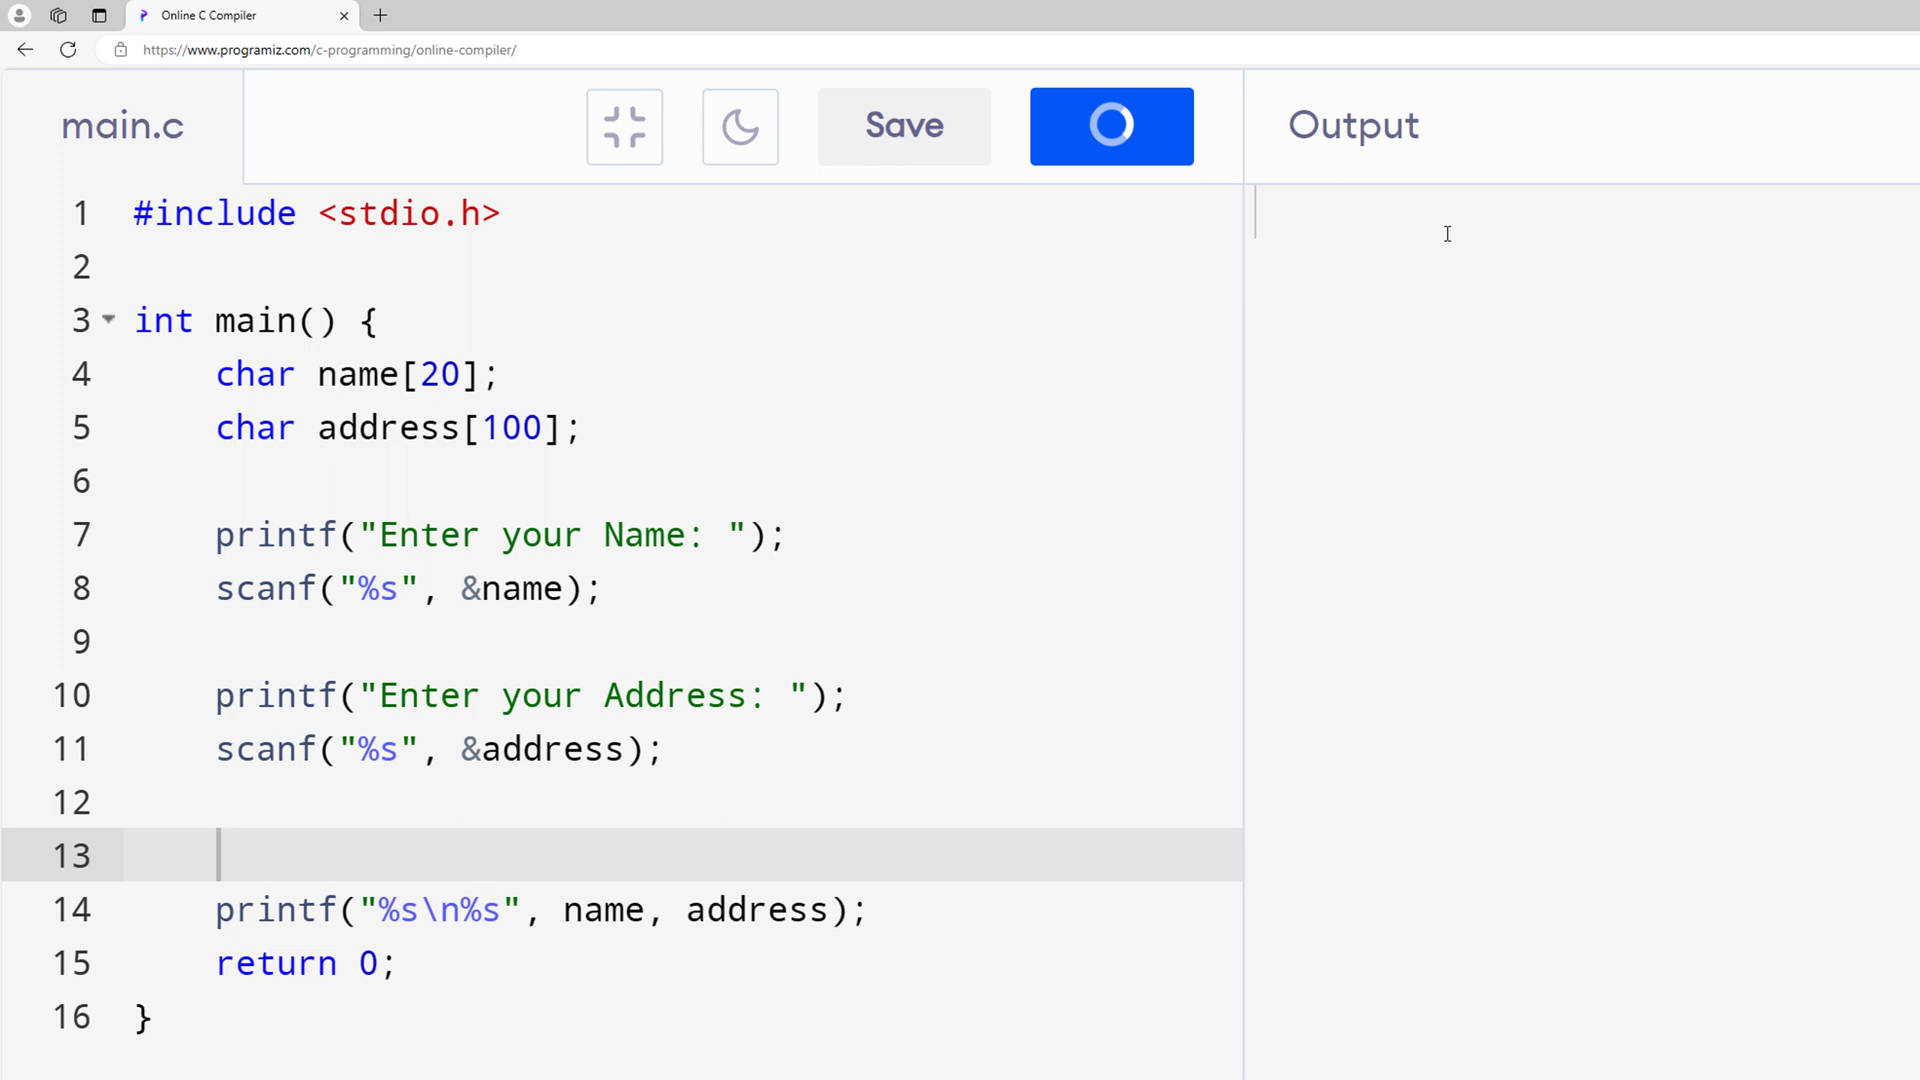 Online C Compiler
https://www.programiz.com/c-programming/online-compiler/
main.c
Save
Output
1 #include <stdio.h>
2
3 int main() {
4 char name[20];
5 char address[100];
6
7 printf("Enter your Name: ");
8 scanf("%s", &name);
9
10 printf("Enter your Address: ");
11 scanf("%s", &address);
12
13
14 printf("%s\n%s", name, address);
15 return 0;
16 }